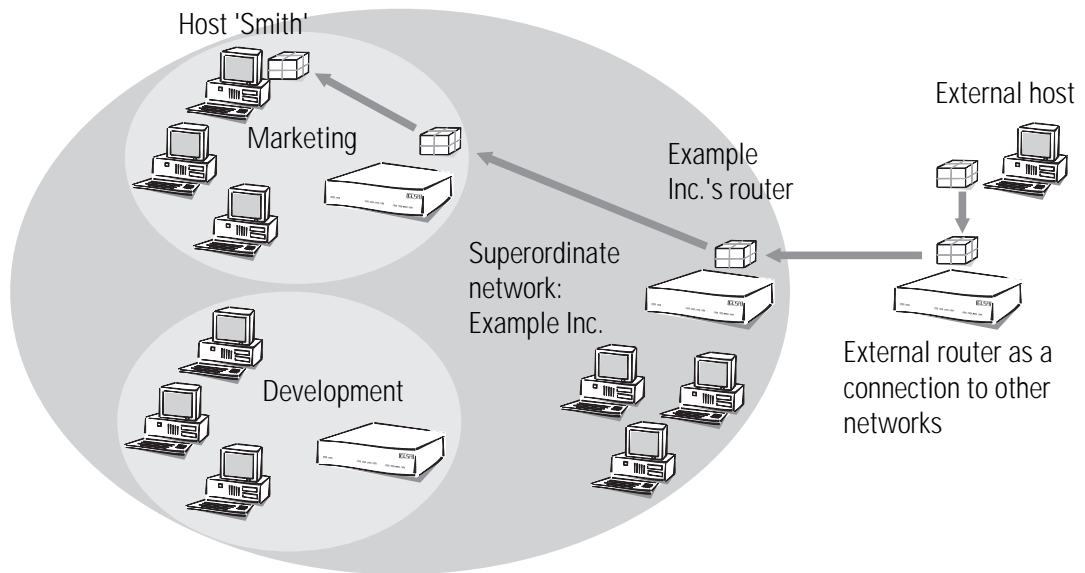 Host 'Smith'
Marketing
External host
Example
Inc.'s router
Superordinate
network:
Example Inc.
External router as a
connection to other
networks
Development